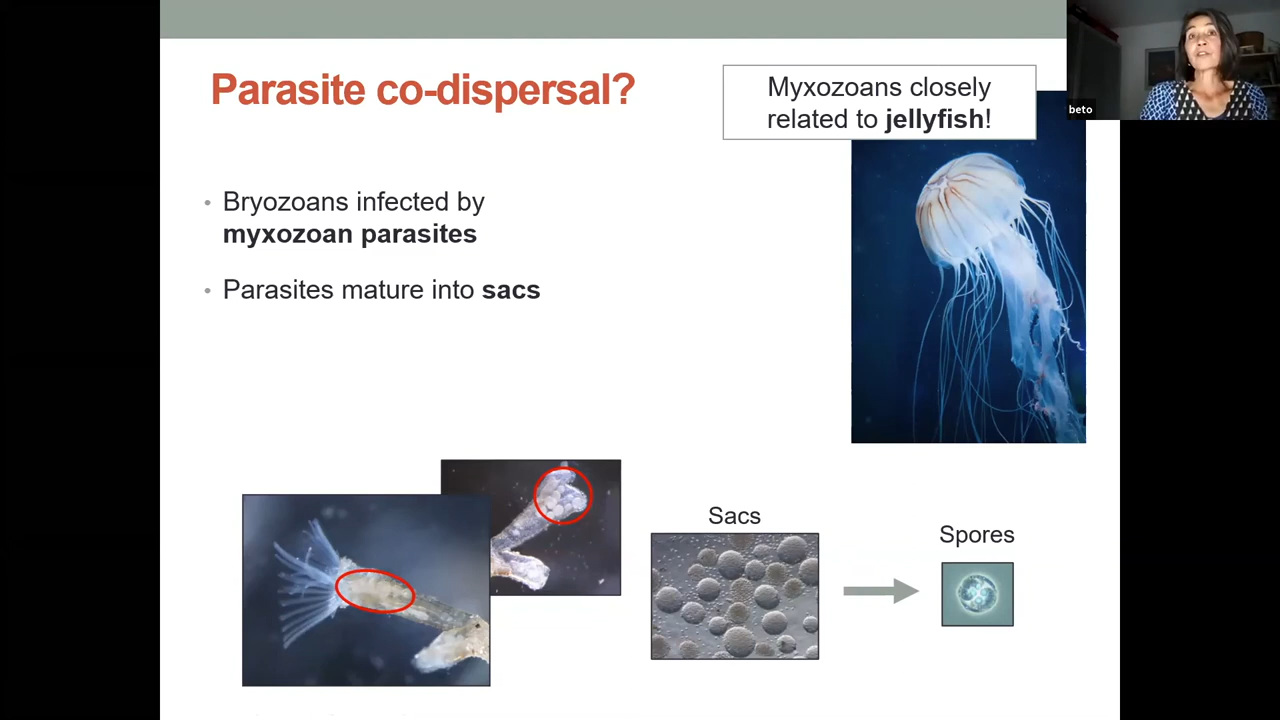 Parasite co-dispersal?
Myxozoans closely
related to jellyfish!
beto
• Bryozoans infected by
myxozoan parasites
• Parasites mature into sacs
Sacs
Spores